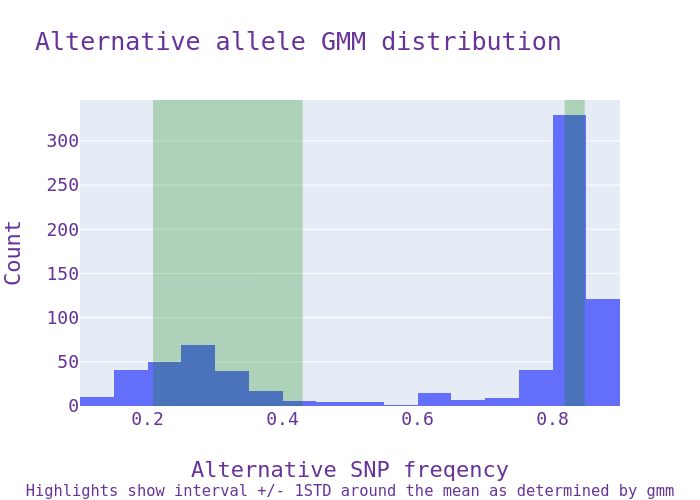 Alternative allele GMM distribution
300
250
200
150
100
50
0
Count
0.2 0.4 0.6 0.8
Alternative SNP freqency
Highlights show interval +/- 1STD around the mean as determined by gmm